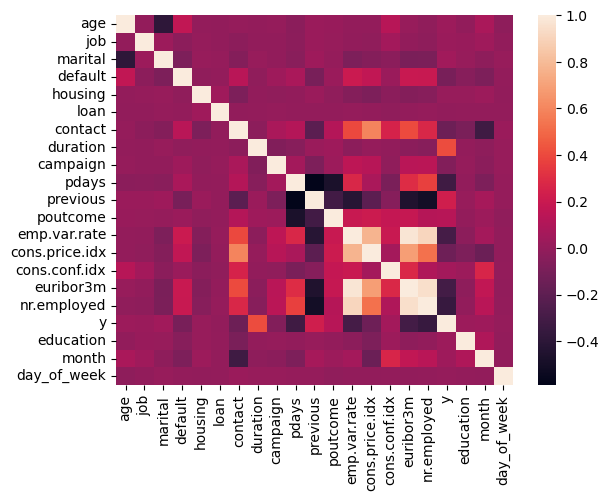 age
job
marital
default
housing
loan
contact
duration
campaign
pdays
previous
poutcome
emp.var.rate
cons.price.idx
cons.conf.idx
euribor3m
nr.employed
y
education
month
day_of_week
1.0
0.8
0.6
0.4
0.2
0.0
−0.2
−0.4
age
job
marital
default
housing
loan
contact
duration
campaign
pdays
previous
poutcome
emp.var.rate
cons.price.idx
cons.conf.idx
euribor3m
nr.employed
y
education
month
day_of_week